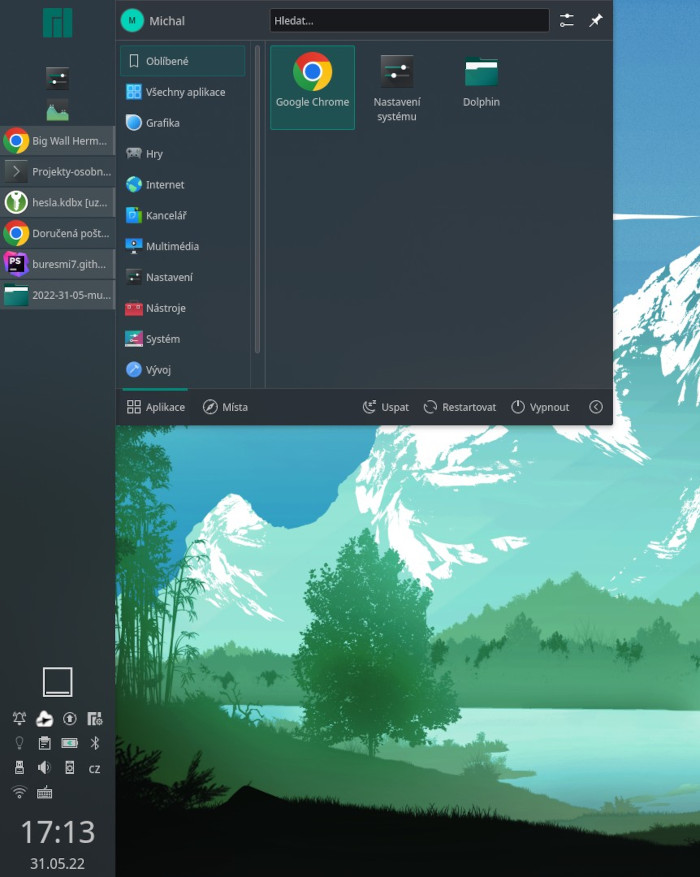 M
Michal
Hledat...
Oblíbené
Všechny aplikace
Grafika
Hry
Internet
Kancelář
Multimédia
Nastavení
Nástroje
Systém
Vývoj
Google Chrome
Nastavení
systému
Dolphin
Aplikace
Místa
Uspat
Restartovat
Vypnout
Big Wall Herm...
Projekty-osobn...
hesla.kdbx [uz...
Doručená pošt...
PS
buresmi7.gith...
2022-31-05-mu...
cz
17:13
31.05.22